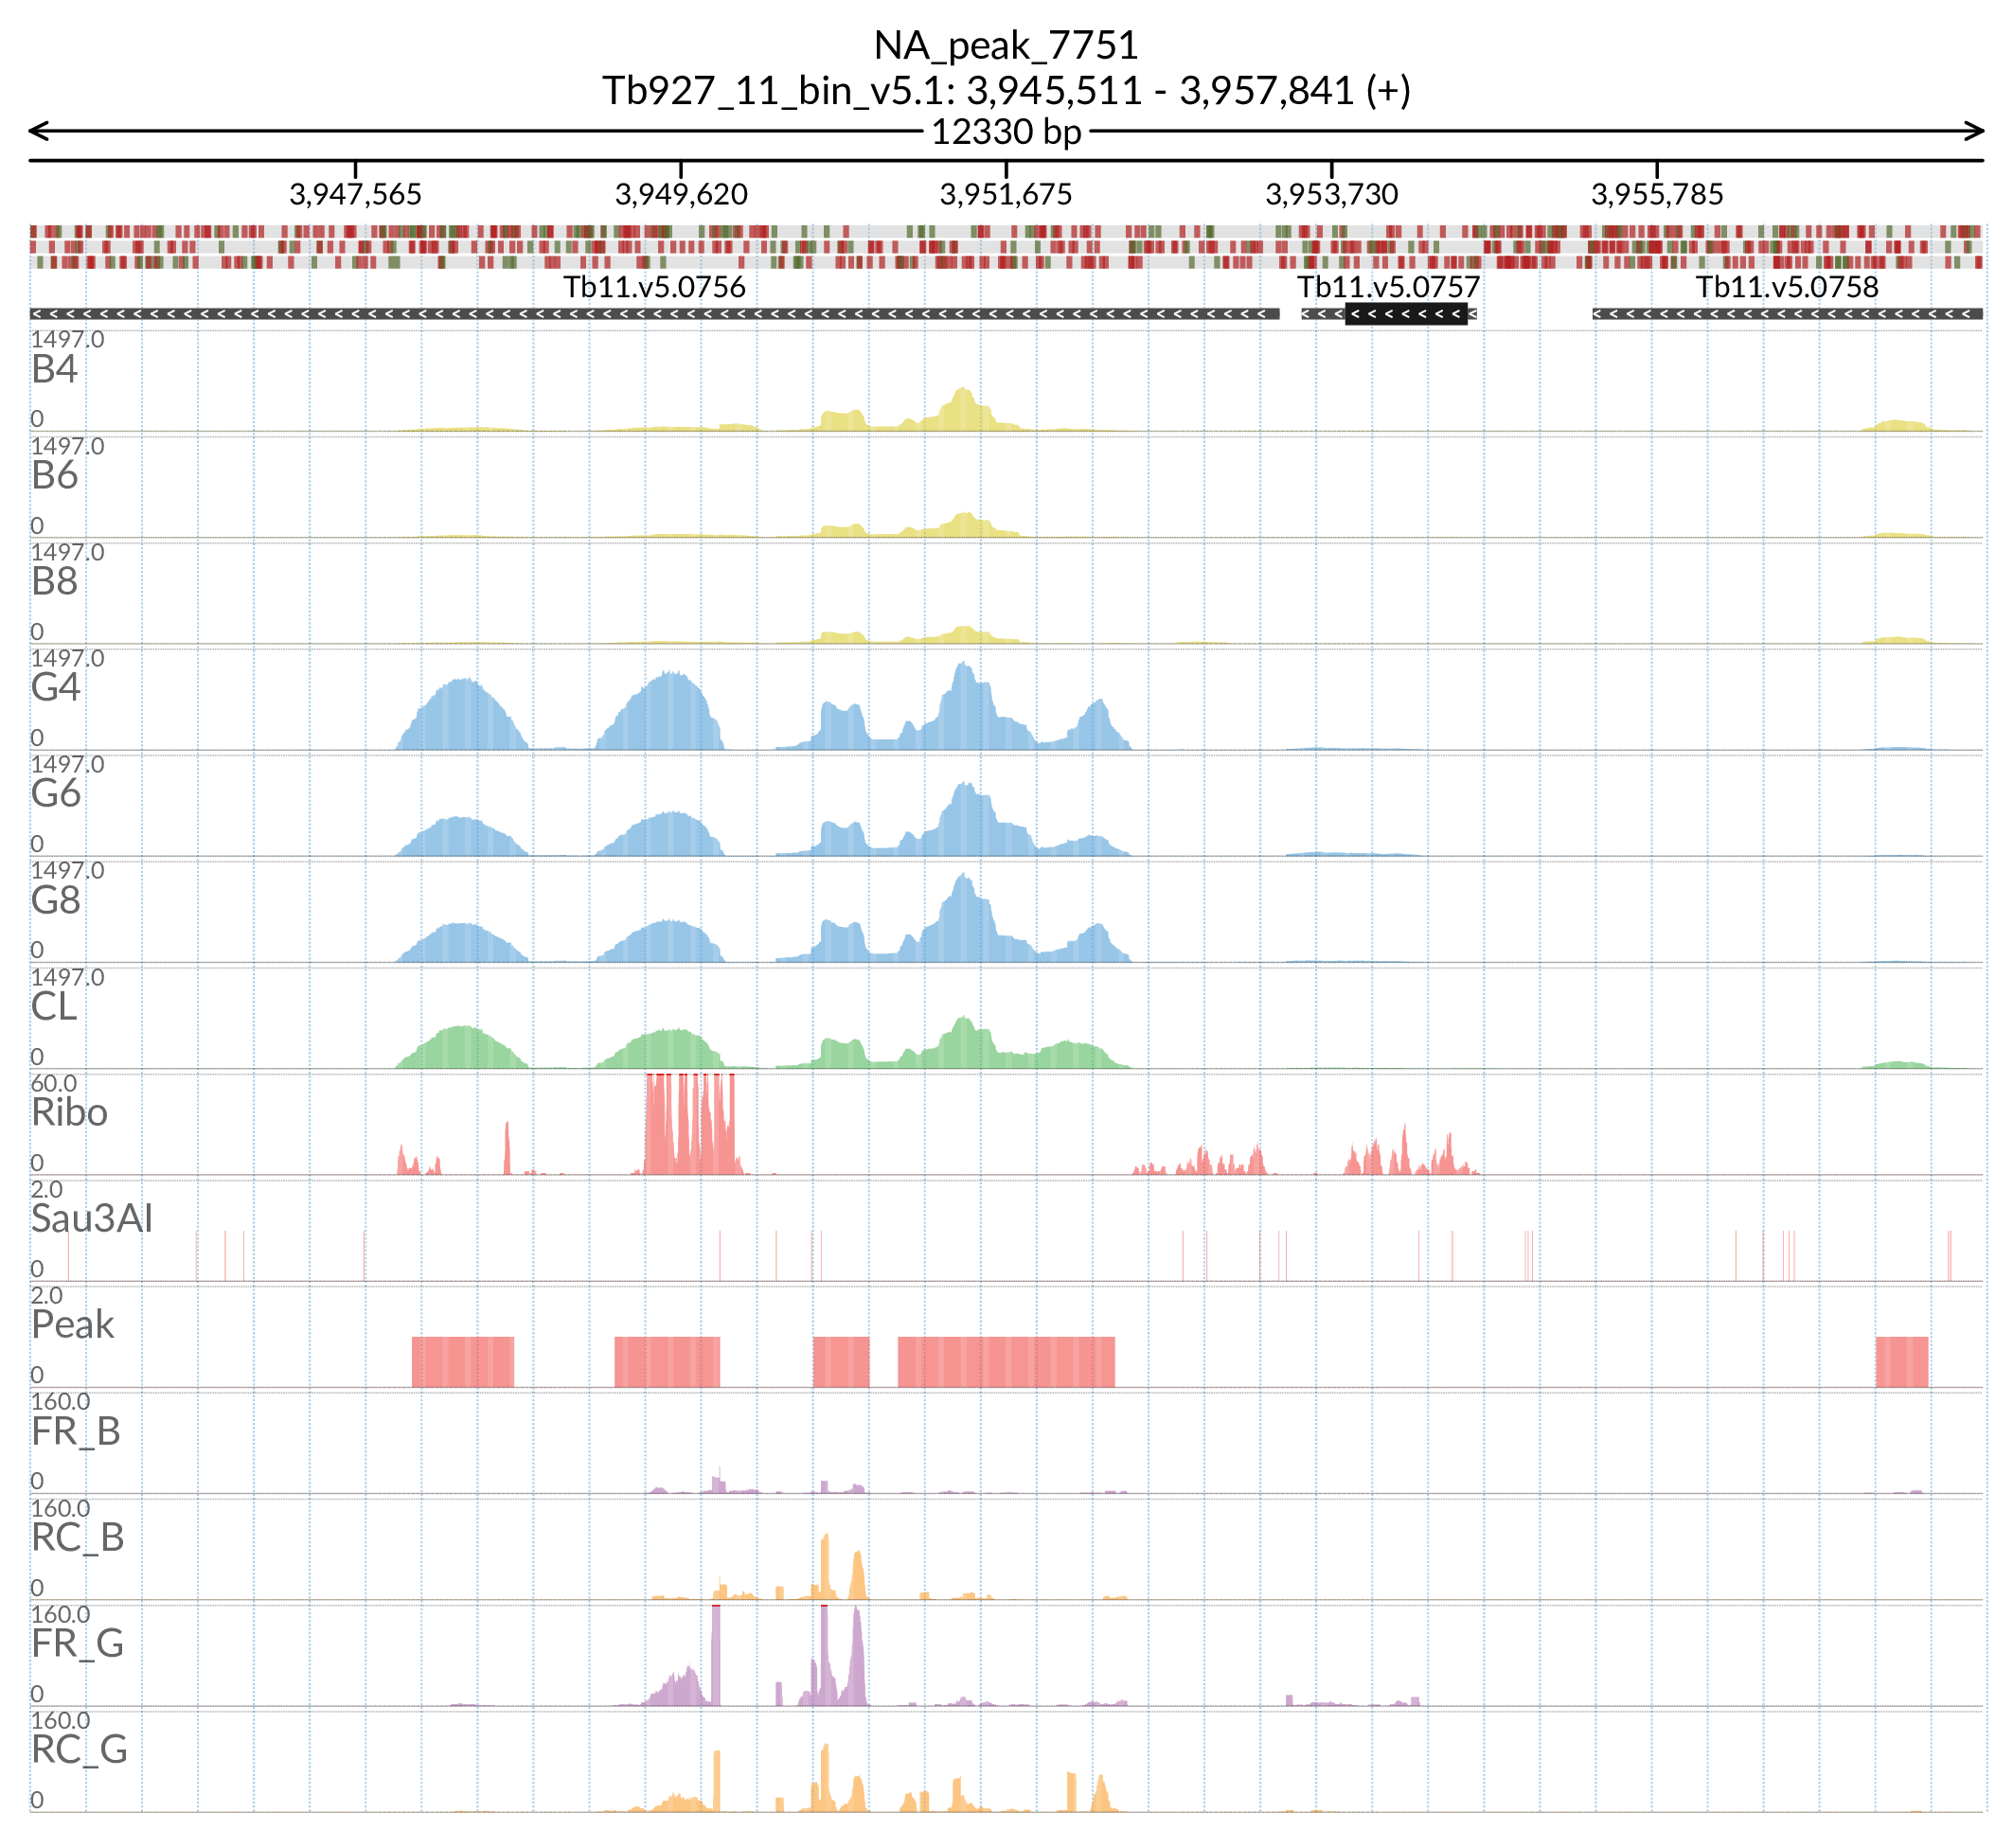 NA_peak_7751
Tb927_11_bin_v5.1: 3,945,511 - 3,957,841 (+)
12330 bp
3,947,565 3,949,620 3,951,675 3,953,730 3,955,785
Tb11.v5.0756 Tb11.v5.0757 Tb11.v5.0758
1497.0
B4
0
1497.0
B6
0
1497.0
B8
0
1497.0
G4
0
1497.0
G6
0
1497.0
G8
0
1497.0
CL
0
60.0
Ribo
0
2.0
Sau3AI
0
2.0
Peak
0
160.0
FR_B
0
160.0
RC_B
0
160.0
FR_G
0
160.0
RC_G
0